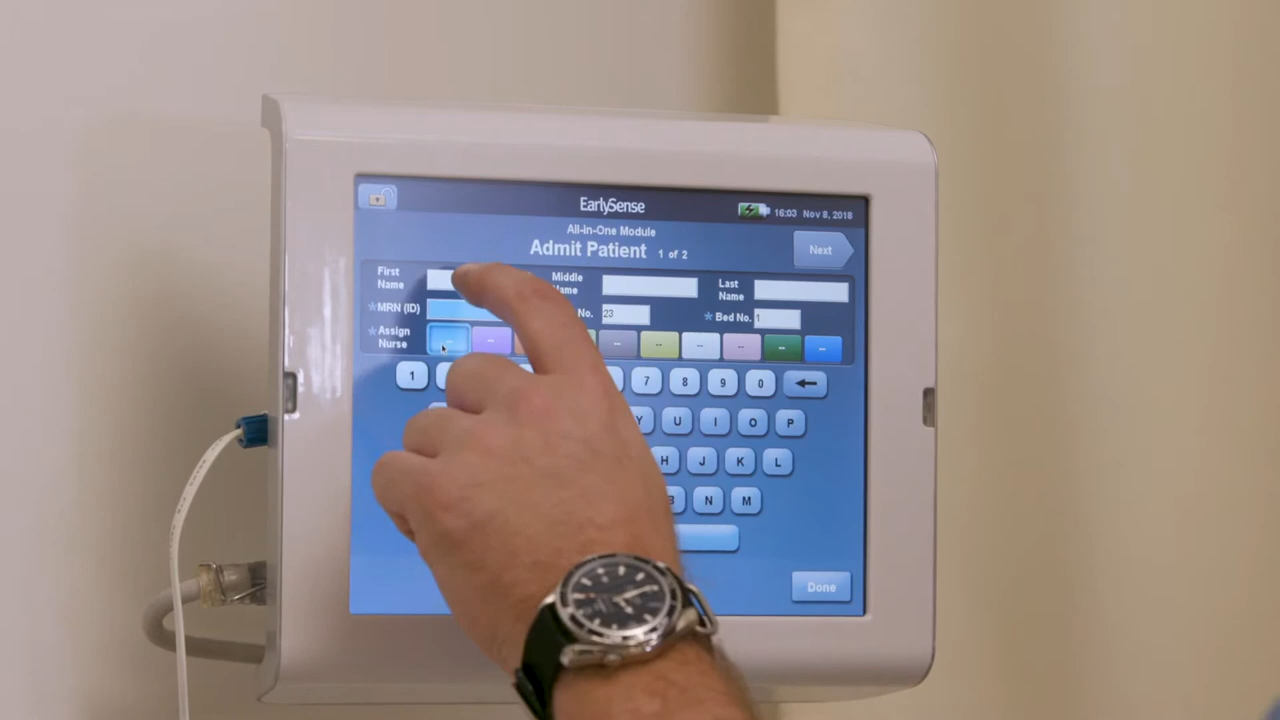 EarlySense
16:03 Nov 8, 2018
All-in-One Module
Admit Patient 1 of 2
Next
First Name
Middle
Last Name
*MRN (ID)
No. 23
*Bed No. 1
*Assign Nurse
-- -- -- -- -- -- -- --
1 7 8 9 0
Y U I O P
H J K L
B N M
Done